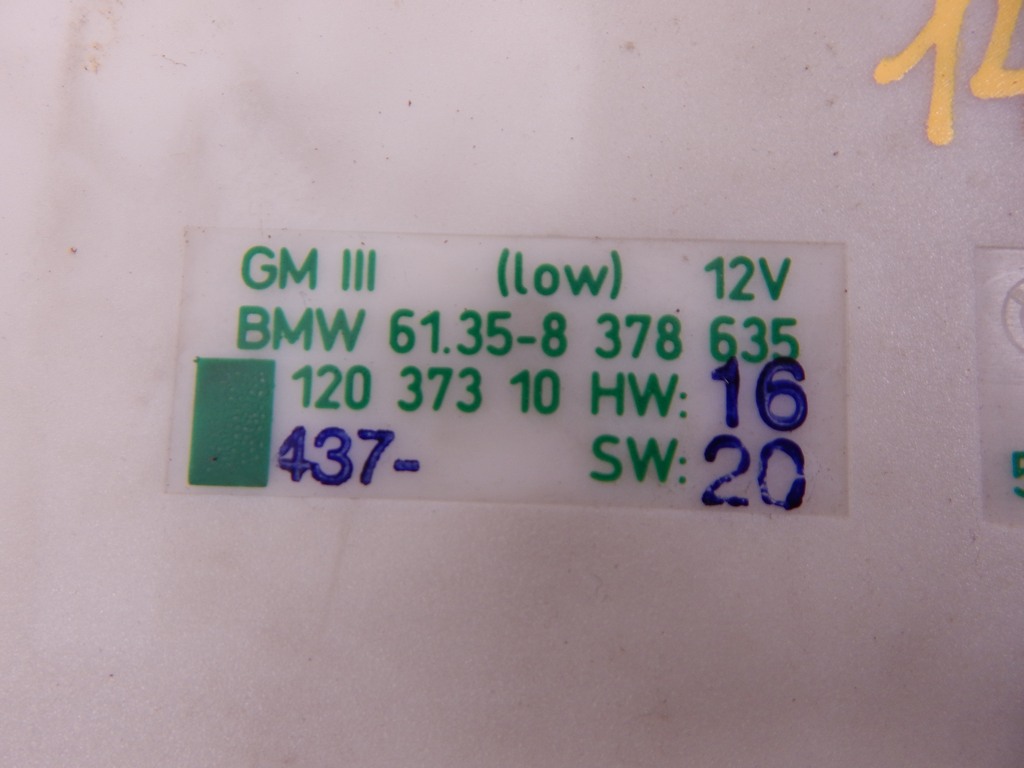 GM III (low) 12V
BMW 61.35-8 378 635
120 373 10 HW: 16
437- SW: 20